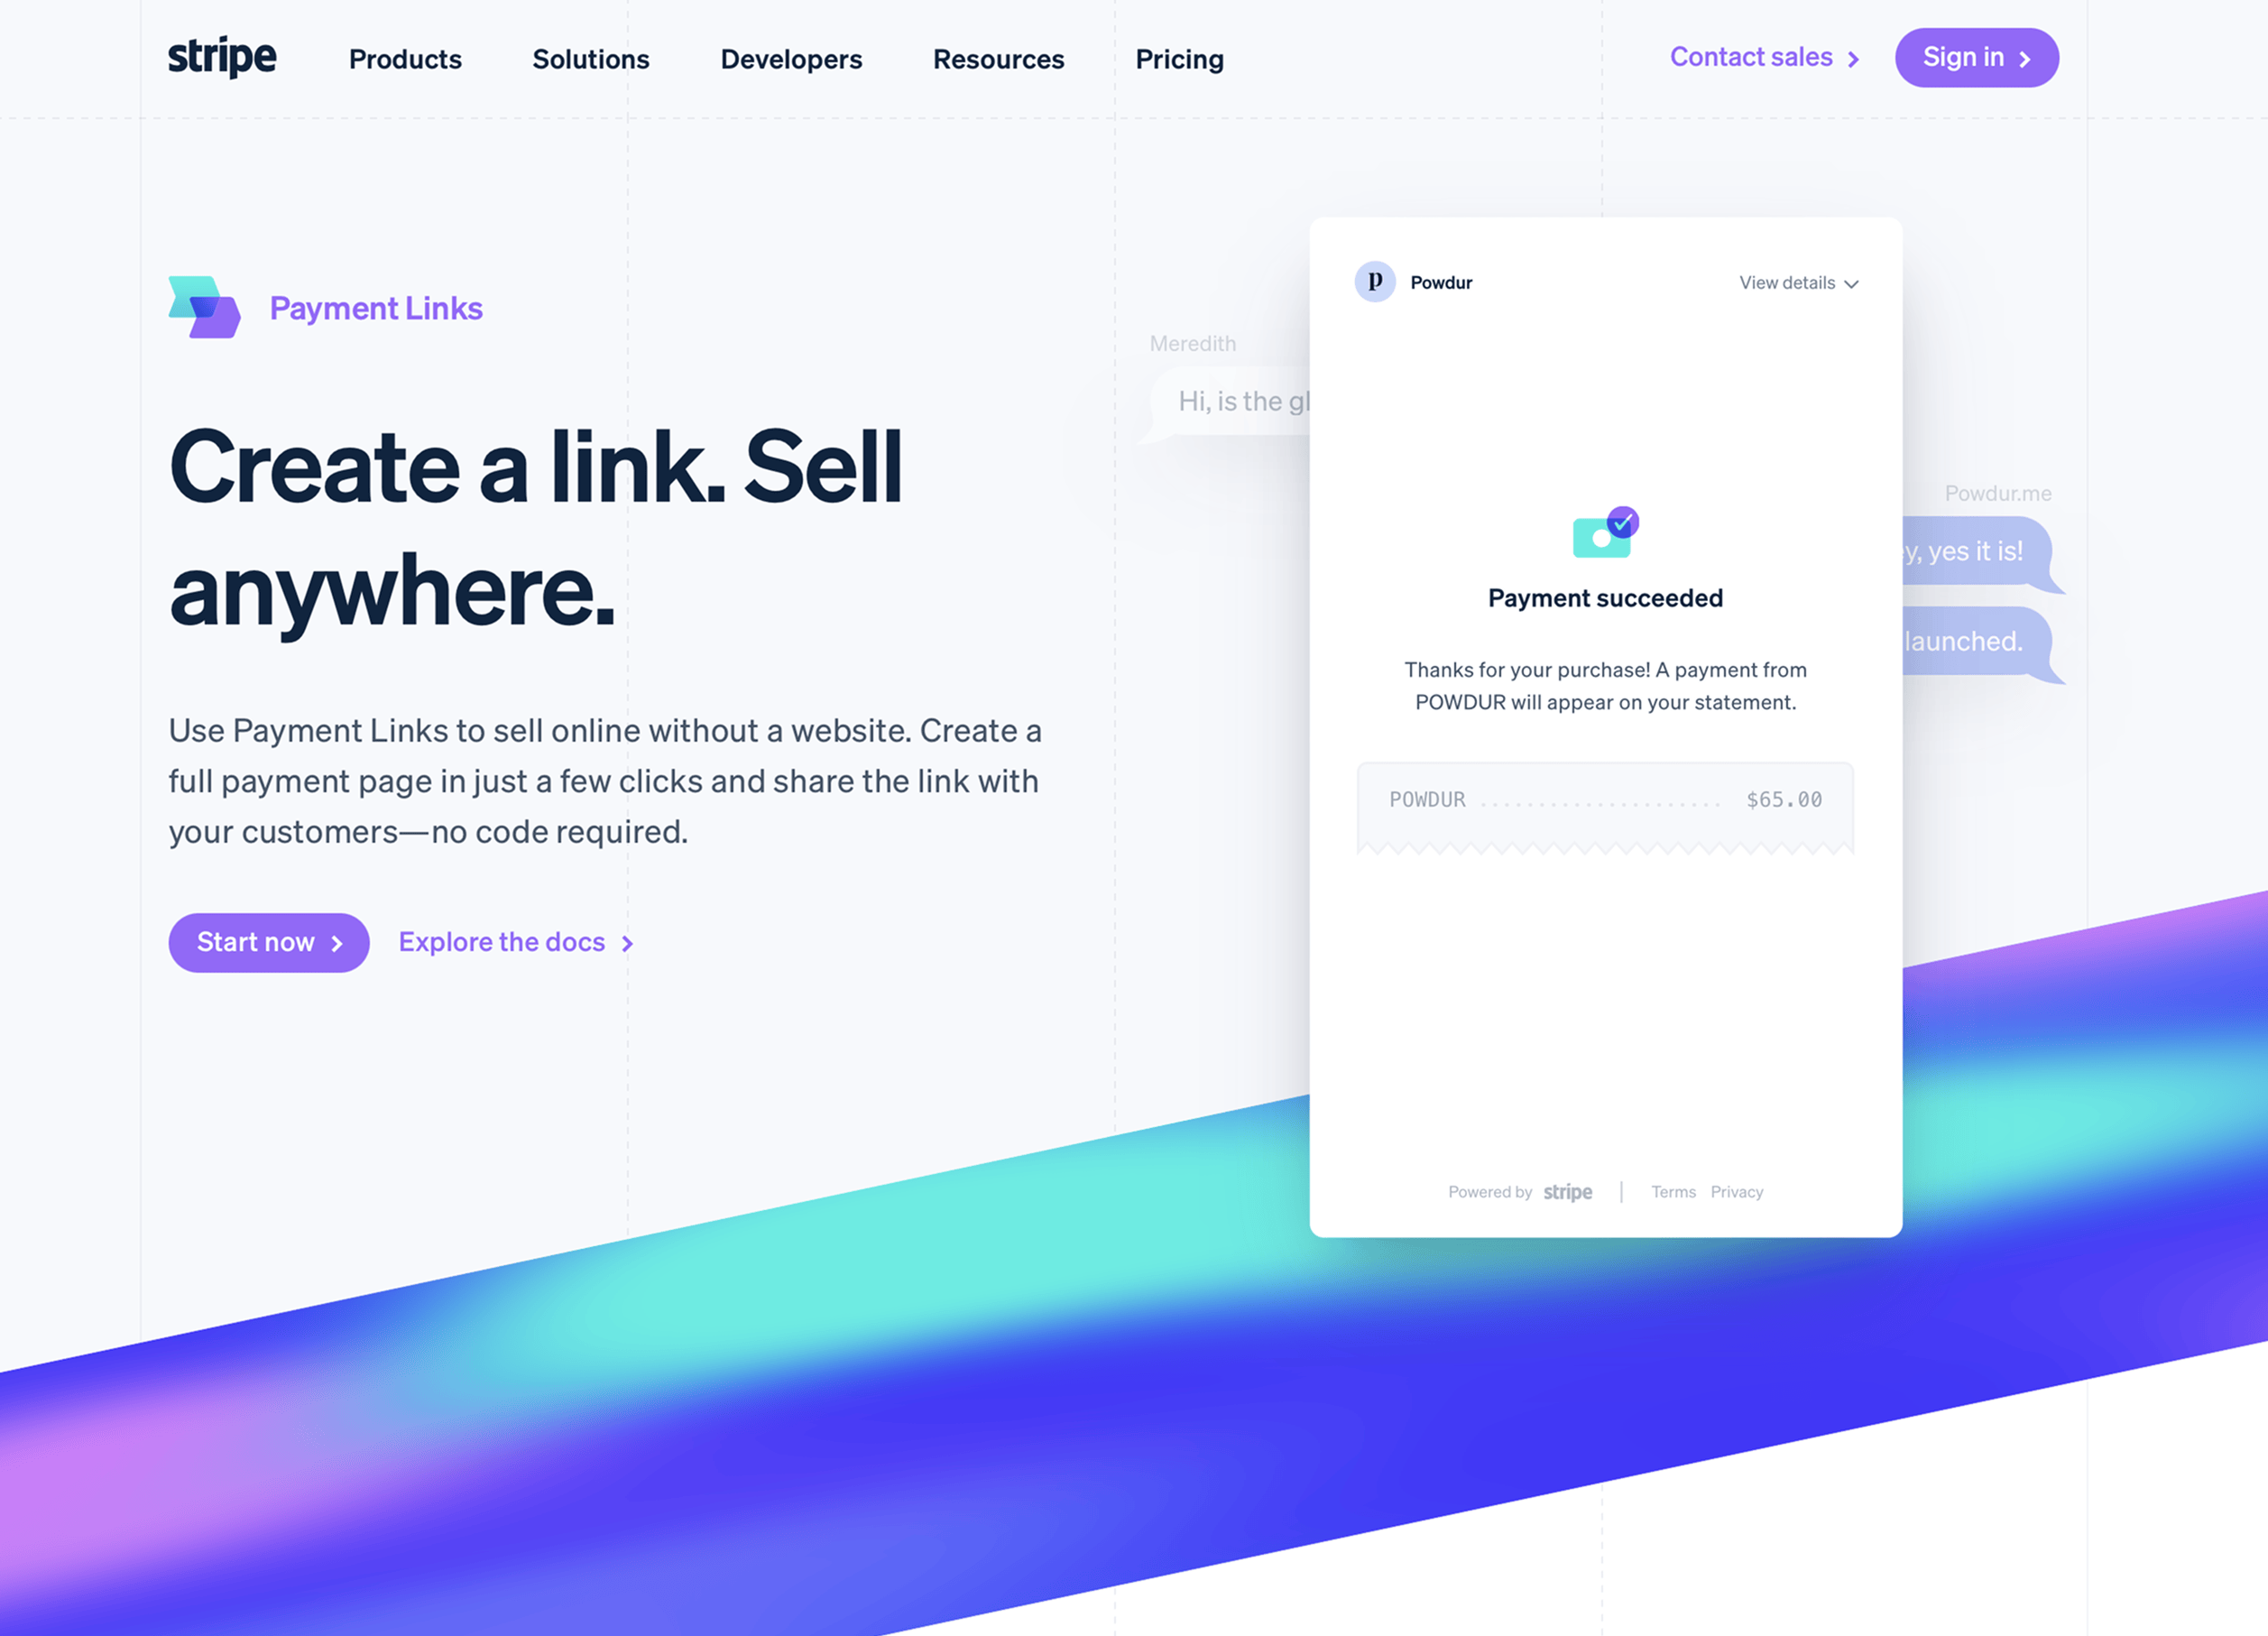 stripe
Products
Solutions
Developers
Resources
Pricing
Contact sales
Sign in
Payment Links
Create a link. Sell
anywhere.
Use Payment Links to sell online without a website. Create a
full payment page in just a few clicks and share the link with
your customers—no code required.
Start now
Explore the docs
Meredith
Hi, is the
P Powdur
View details
Payment succeeded
Thanks for your purchase! A payment from
POWDUR will appear on your statement.
POWDUR ..................... $65.00
Powered by stripe | Terms Privacy
Powdur.me
yes it is!
launched.